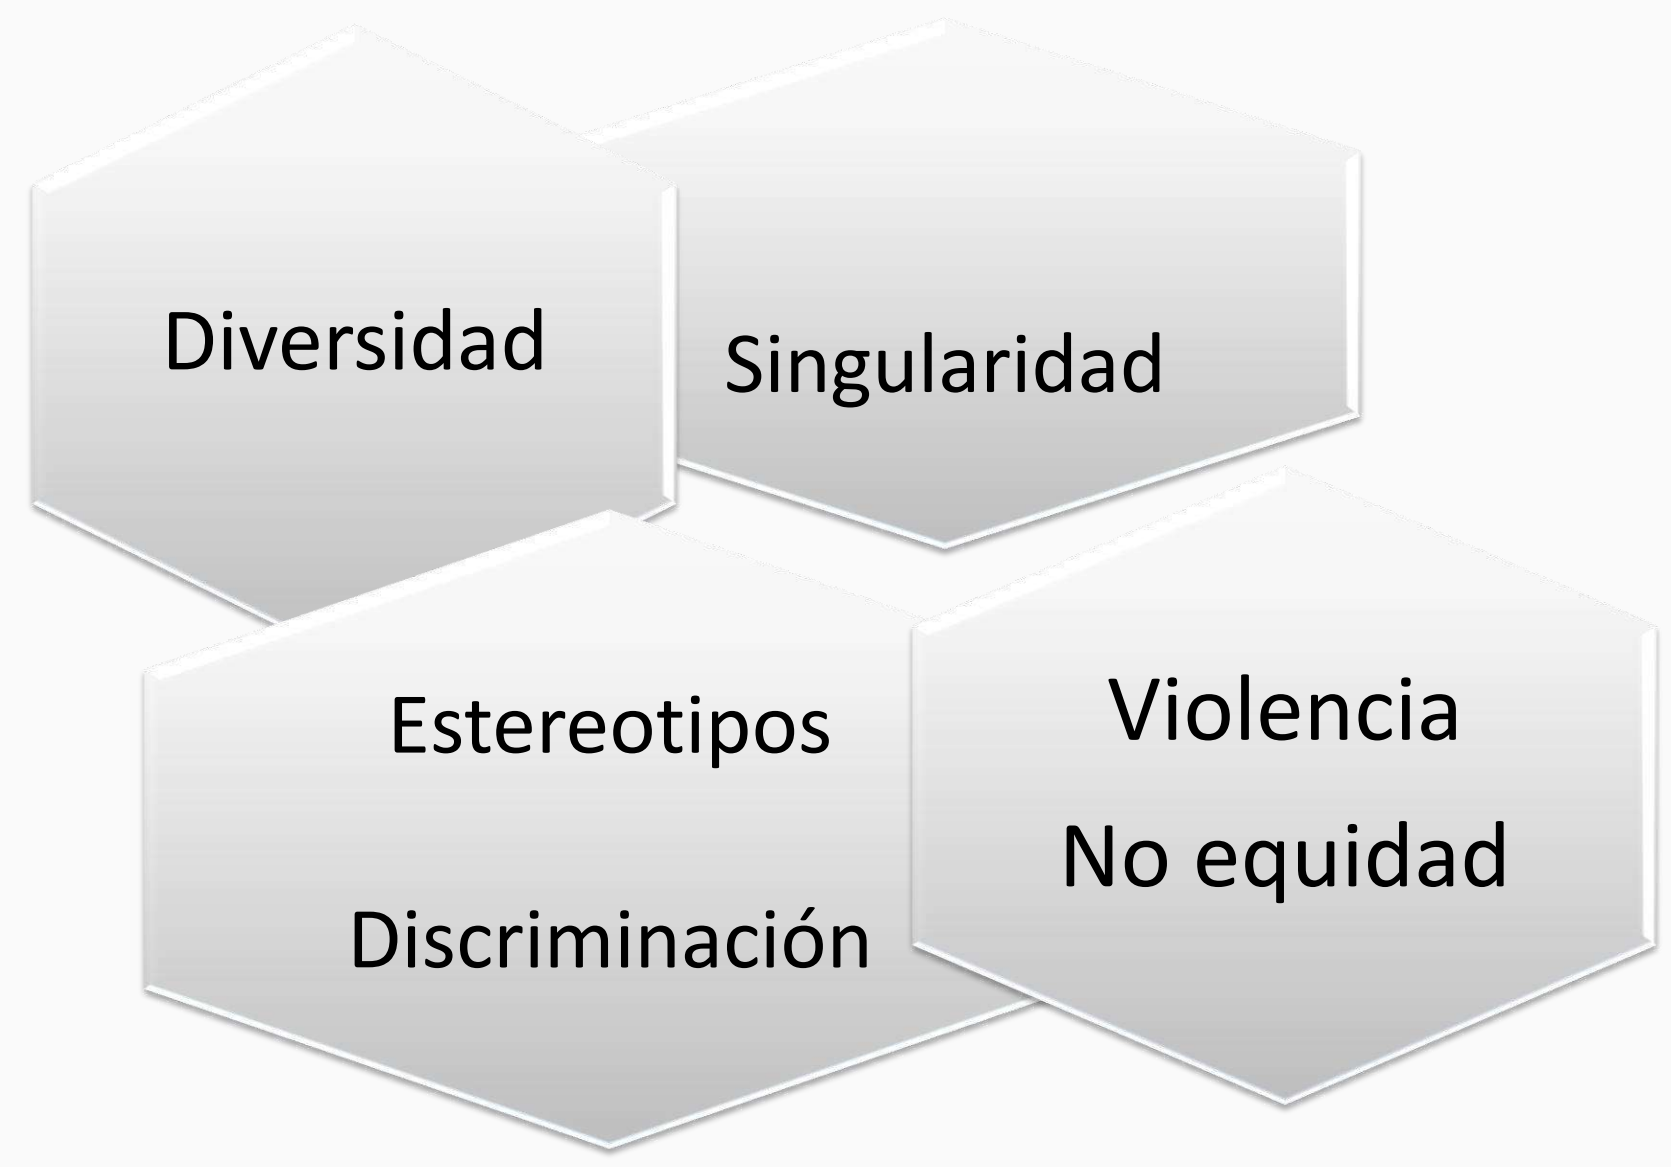 Diversidad
Singularidad
Estereotipos
Discriminación
Violencia
No equidad